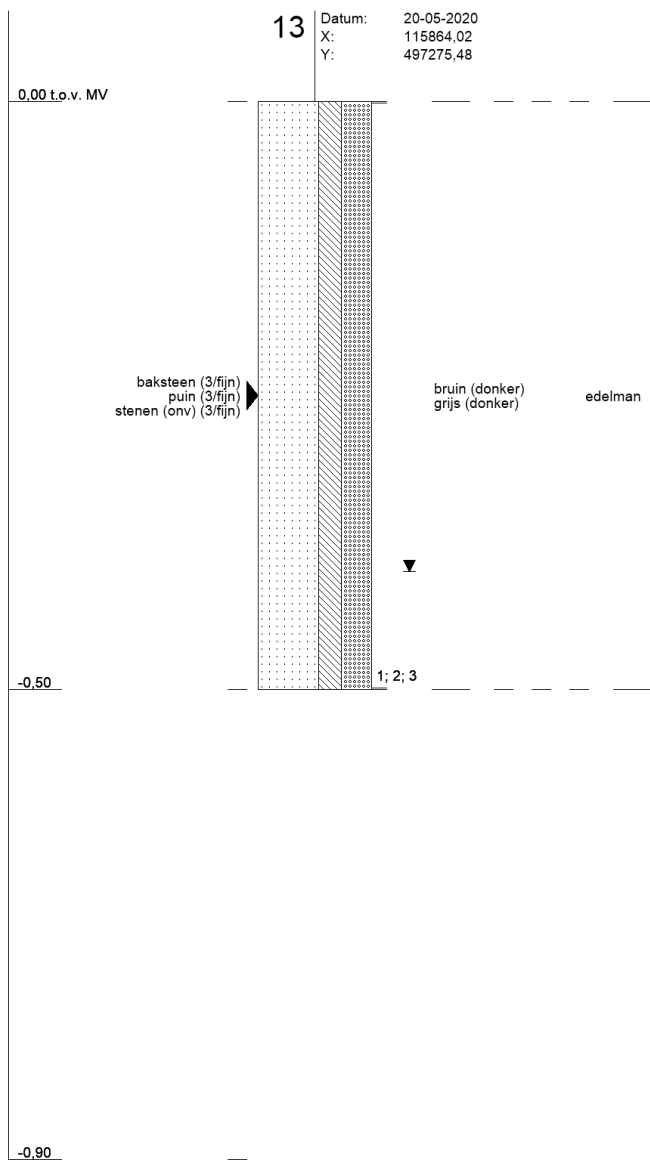 13
Datum: 20-05-2020
X: 115864,02
Y: 497275,48
0,00 t.o.v. MV
baksteen (3/fijn)
puin (3/fijn)
stenen (onv) (3/fijn)
bruin (donker)
grijs (donker)
edelman
1; 2; 3
-0,50
-0,90